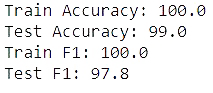 Train Accuracy: 100.0
Test Accuracy: 99.0
Train F1: 100.0
Test F1: 97.8